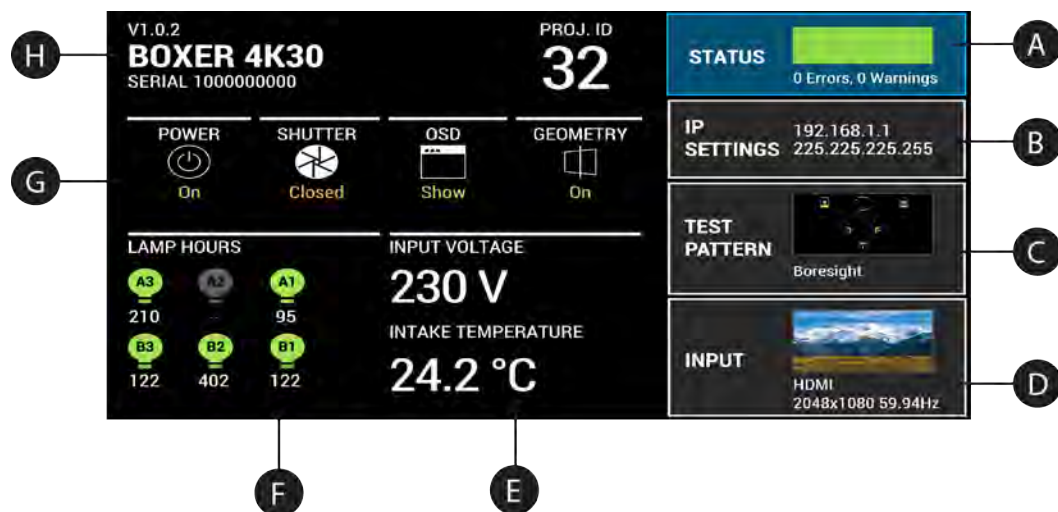 V1.0.2
BOXER 4K30
SERIAL 1000000000
PROJ. ID
32
POWER
On
SHUTTER
Closed
OSD
Show
GEOMETRY
On
LAMP HOURS
A3
210
A2
A1
95
B3
122
B2
402
B1
122
INPUT VOLTAGE
230 V
INTAKE TEMPERATURE
24.2 °C
STATUS
0 Errors, 0 Warnings
IP
SETTINGS
192.168.1.1
225.225.225.255
TEST
PATTERN
Boresight
INPUT
HDMI
2048x1080 59.94Hz
A
B
C
D
E
F
G
H